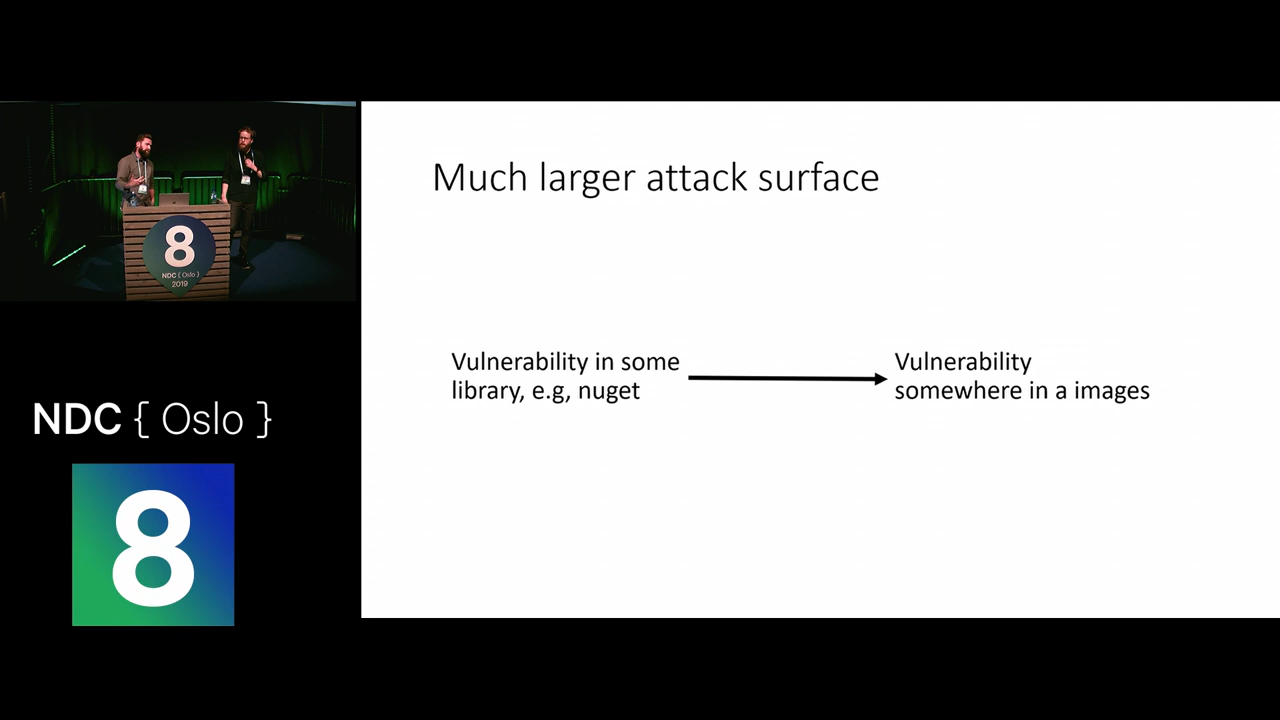 8
NDC { Oslo }
2019
Much larger attack surface
Vulnerability in some
library, e.g, nuget
Vulnerability
somewhere in a images
NDC { Oslo }
8